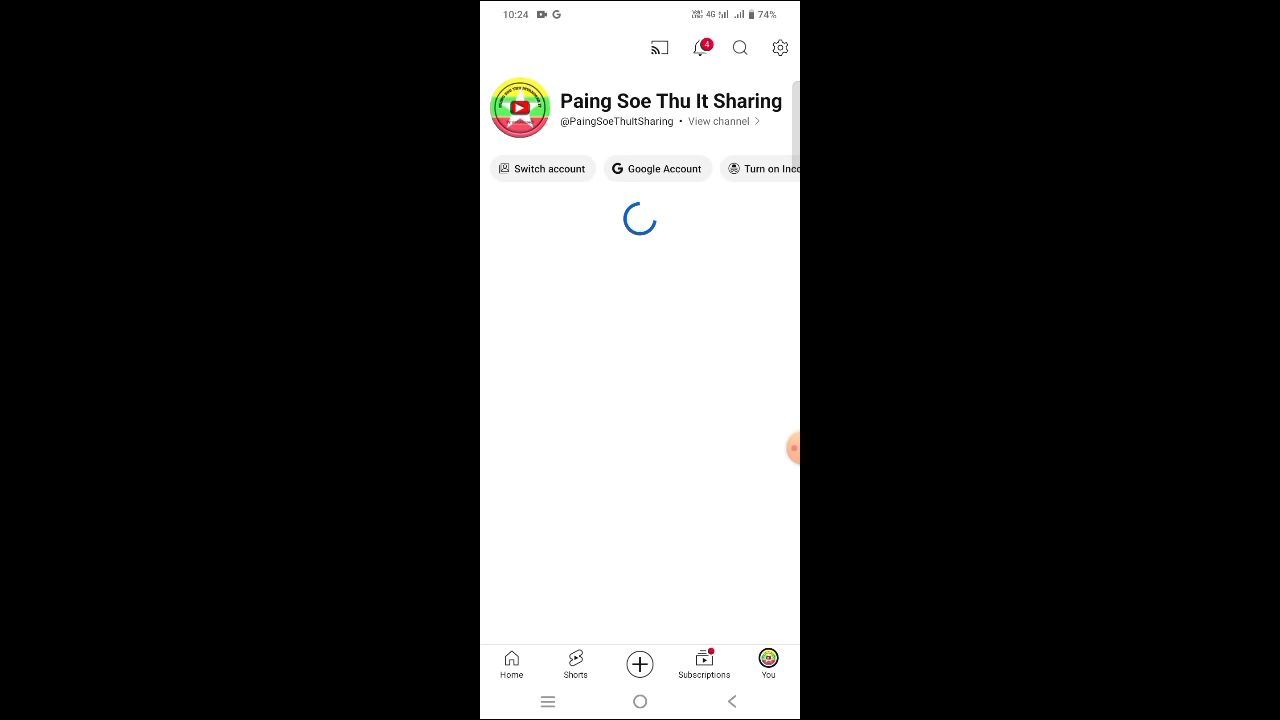 10:24 G 4G 74%
4
Paing Soe Thu It Sharing
@PaingSoeThuItSharing • View channel >
Switch account
Google Account
Turn on Inco
Home
Shorts
Subscriptions
You